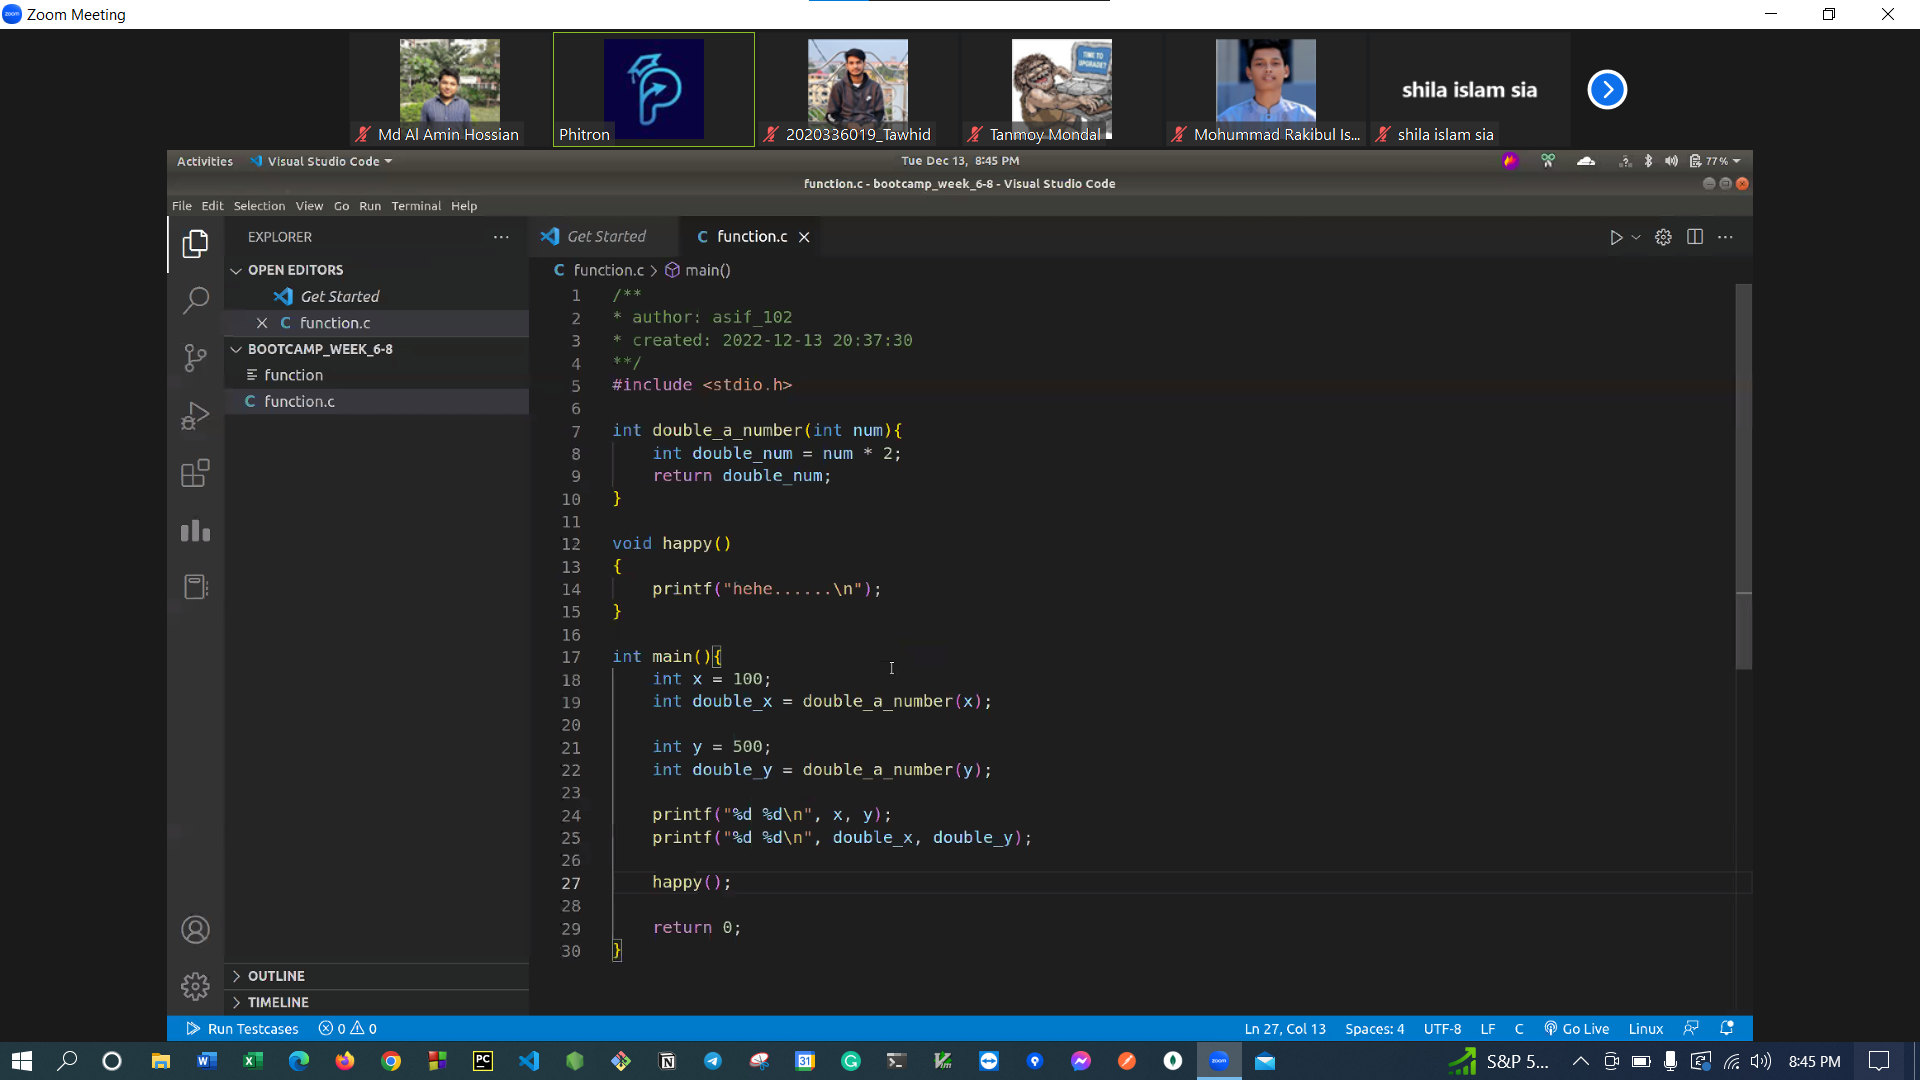 Zoom Meeting
TIME TO UPGRADE?
shila islam sia
Md Al Amin Hossian
Phitron
2020336019_Tawhid
Tanmoy Mondal
Mohummad Rakibul Is...
shila islam sia
Activities
Visual Studio Code
Tue Dec 13, 8:45 PM
77%
function.c - bootcamp_week_6-8 - Visual Studio Code
File Edit Selection View Go Run Terminal Help
EXPLORER
Get Started
function.c
OPEN EDITORS
Get Started
function.c
BOOTCAMP_WEEK_6-8
function
function.c
OUTLINE
TIMELINE
function.c > main()
1 /**
2 * author: asif_102
3 * created: 2022-12-13 20:37:30
4 **/
5 #include <stdio.h>
6
7 int double_a_number(int num){
8 int double_num = num * 2;
9 return double_num;
10 }
11
12 void happy()
13 {
14 printf("hehe......\n");
15 }
16
17 int main(){
18 int x = 100;
19 int double_x = double_a_number(x);
20
21 int y = 500;
22 int double_y = double_a_number(y);
23
24 printf("%d %d\n", x, y);
25 printf("%d %d\n", double_x, double_y);
26
27 happy();
28
29 return 0;
30 }
Run Testcases
0 0
Ln 27, Col 13
Spaces: 4
UTF-8
LF
C
Go Live
Linux
S&P 5...
8:45 PM